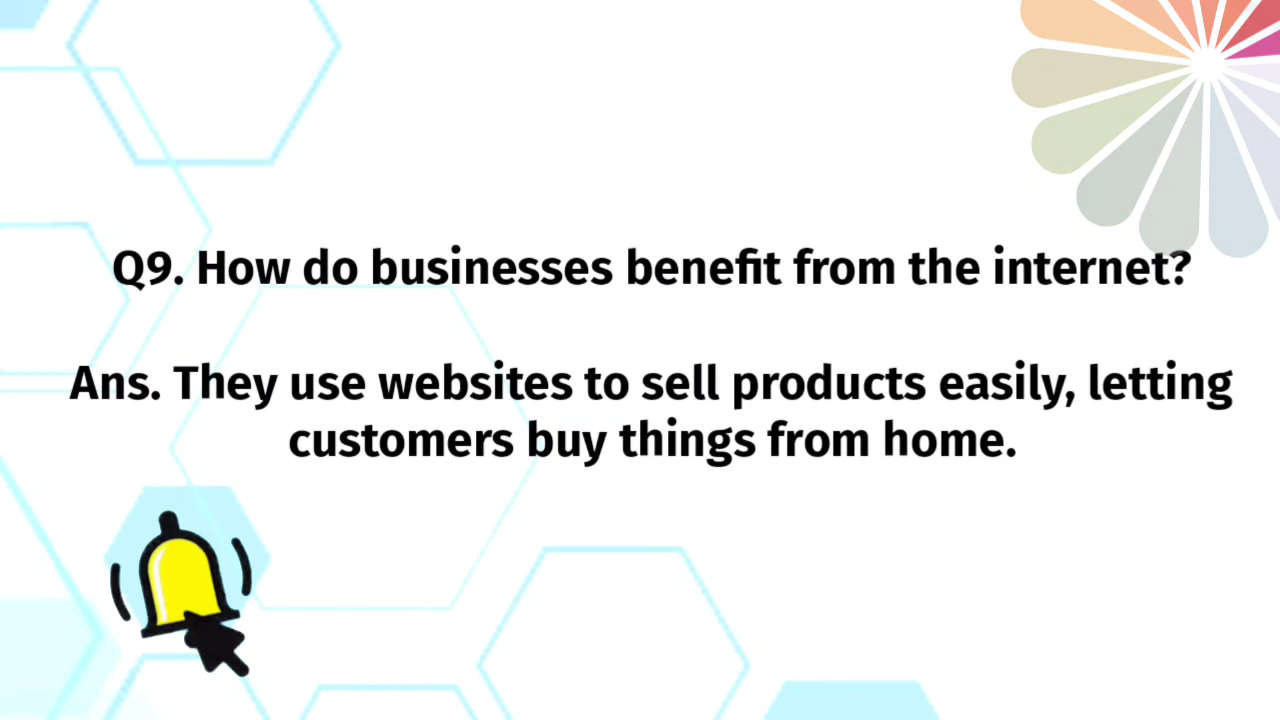 Q9. How do businesses benefit from the internet?
Ans. They use websites to sell products easily, letting
customers buy things from home.